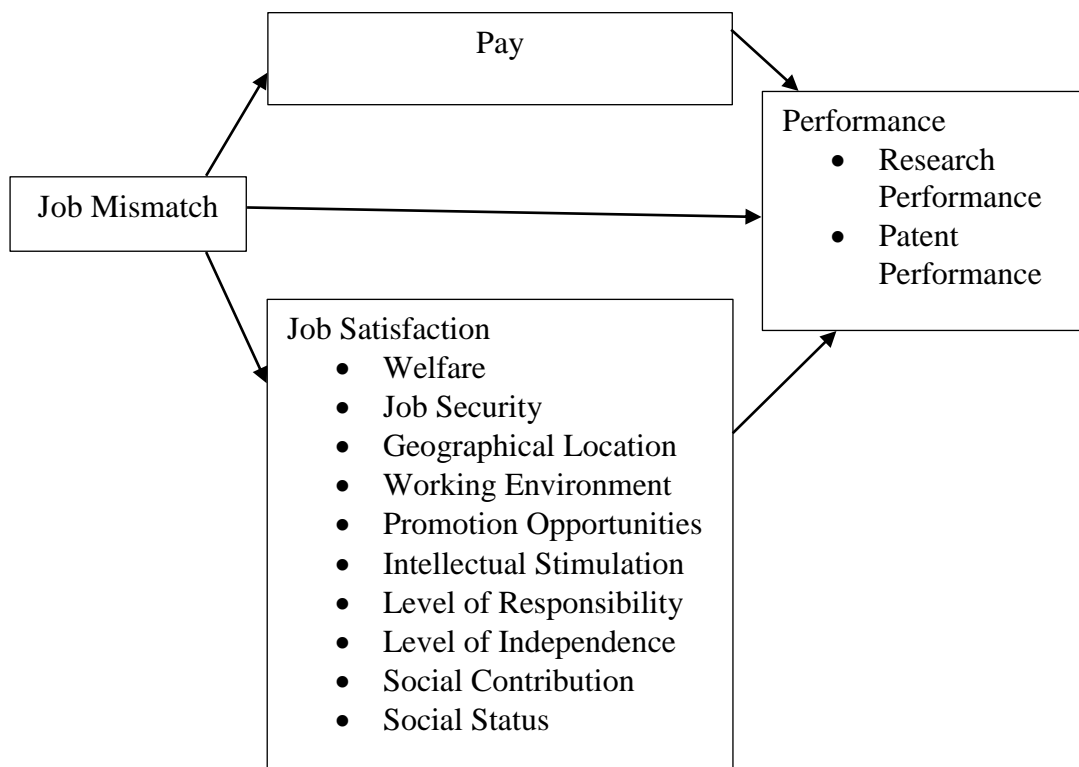 Pay
Performance
• Research
Performance
• Patent
Performance
Job Mismatch
Job Satisfaction
• Welfare
• Job Security
• Geographical Location
• Working Environment
• Promotion Opportunities
• Intellectual Stimulation
• Level of Responsibility
• Level of Independence
• Social Contribution
• Social Status